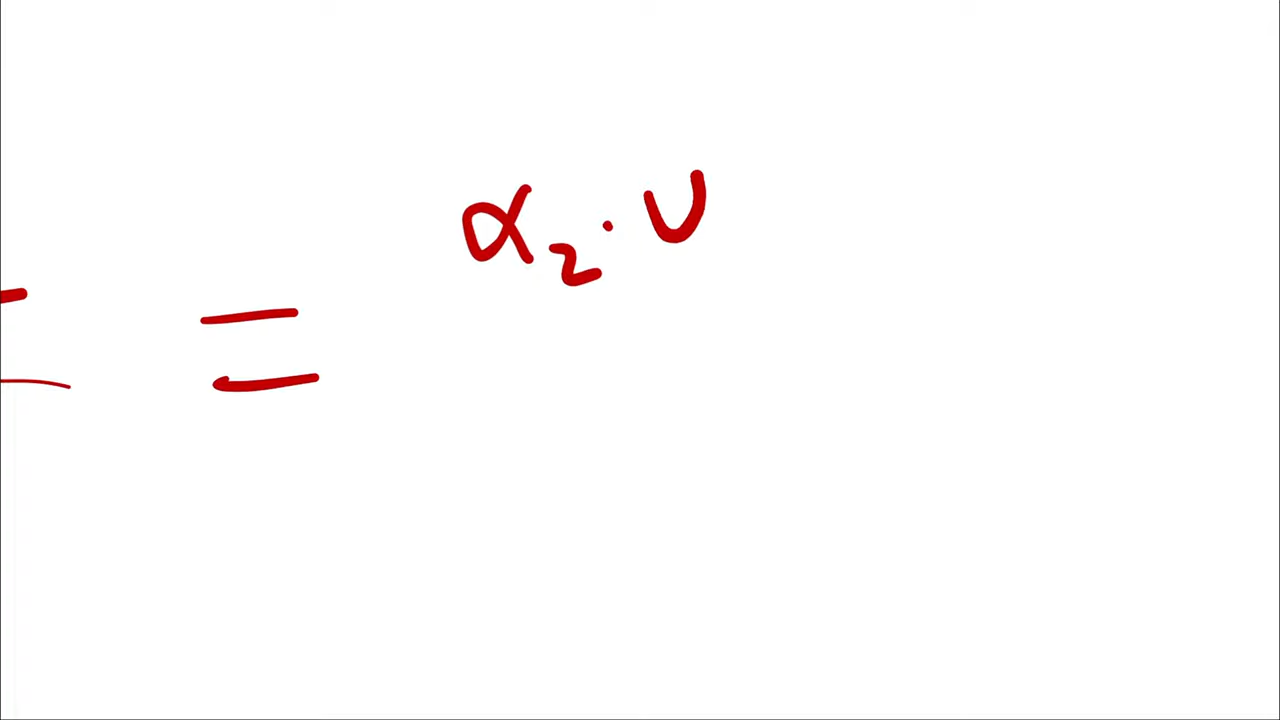 = α₂ · υ